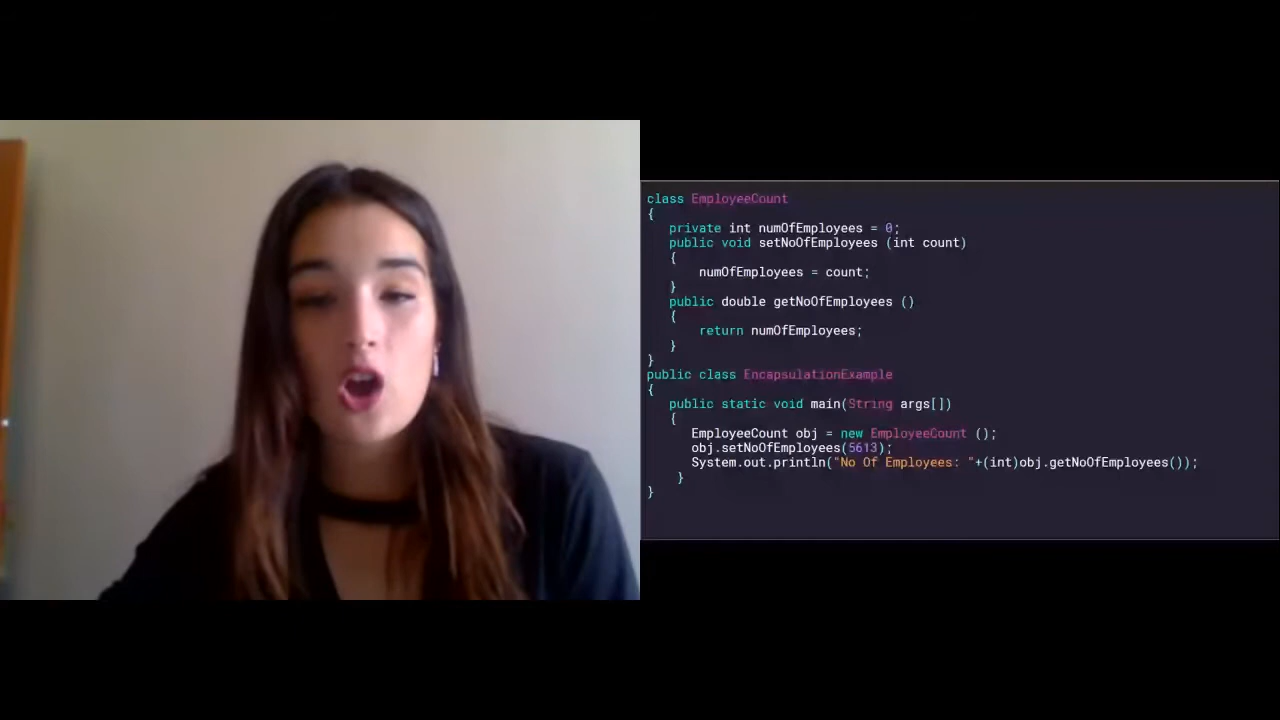 class EmployeeCount
{
private int numOfEmployees = 0;
public void setNoOfEmployees (int count)
{
numOfEmployees = count;
}
public double getNoOfEmployees ()
{
return numOfEmployees;
}
}
public class EncapsulationExample
{
public static void main(String args[])
{
EmployeeCount obj = new EmployeeCount ();
obj.setNoOfEmployees(5613);
System.out.println("No Of Employees: "+(int)obj.getNoOfEmployees());
}
}